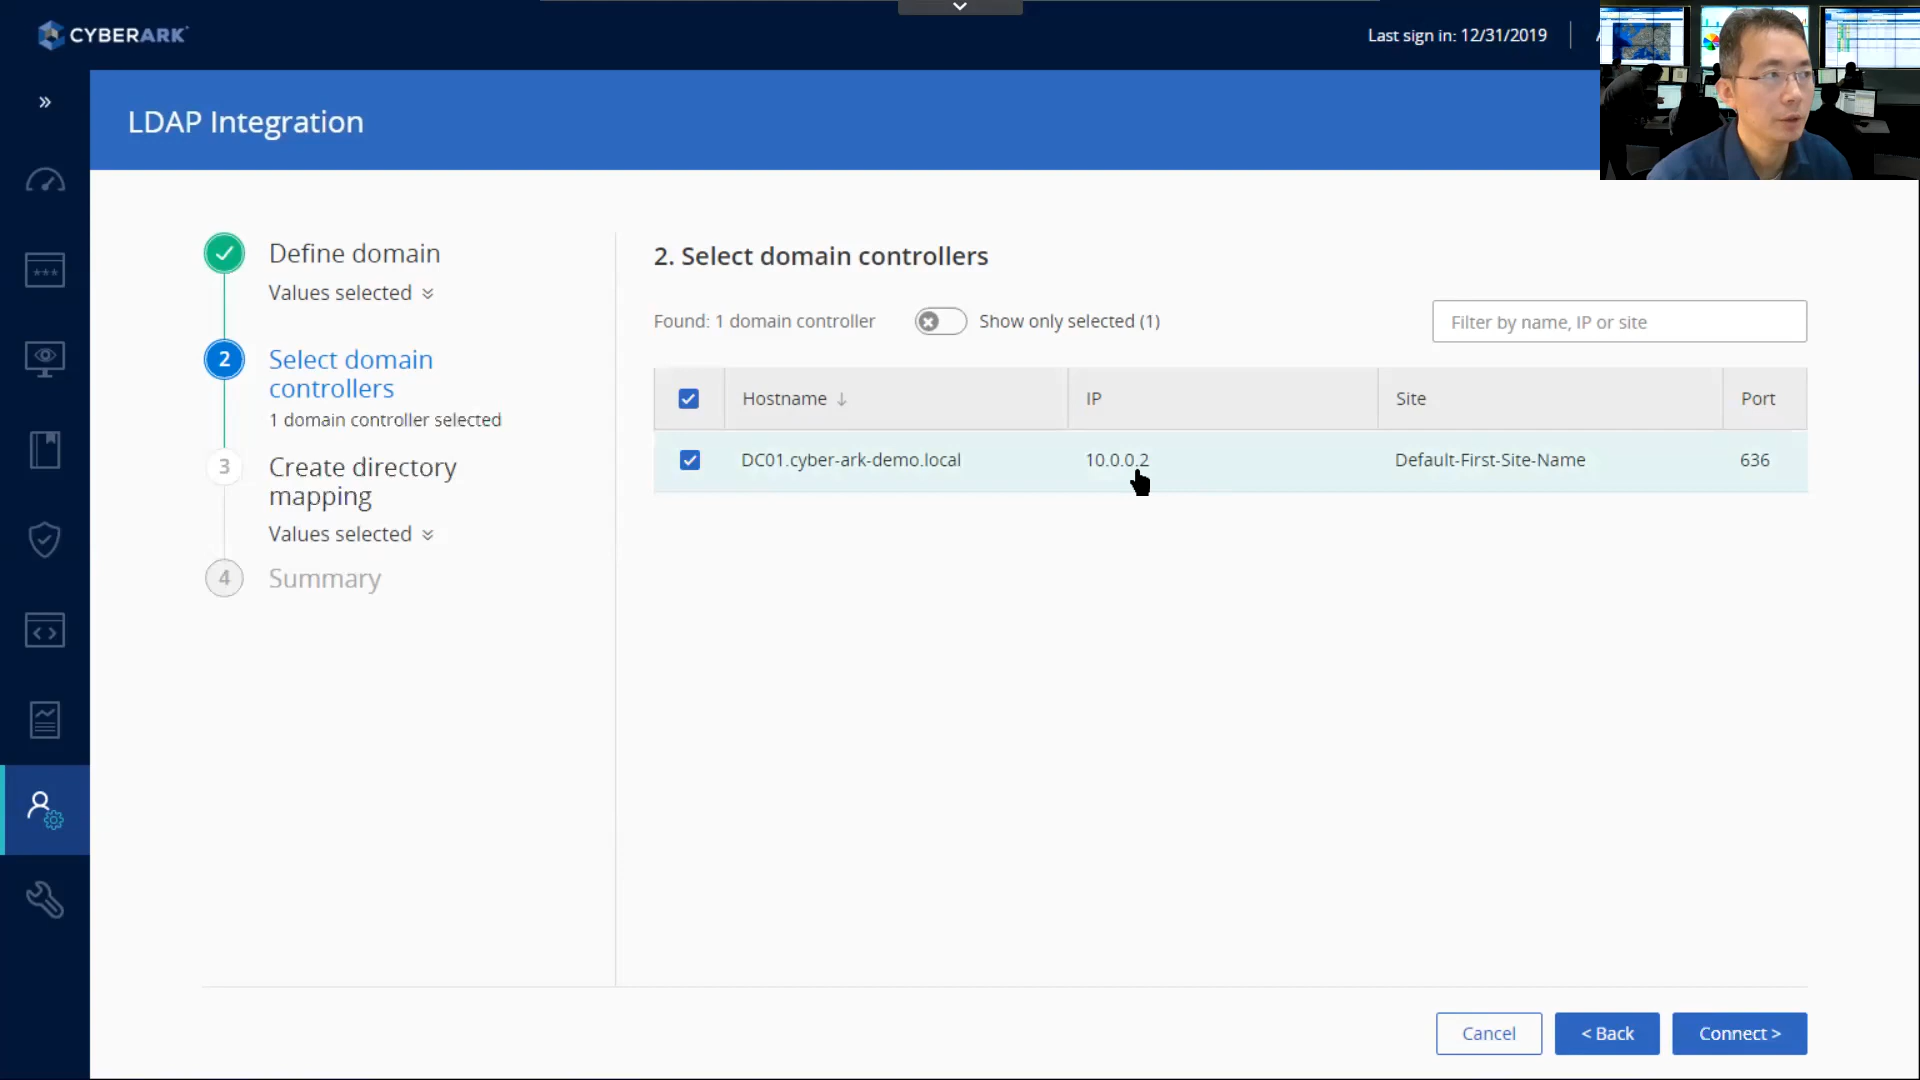 CYBERARK
Last sign in: 12/31/2019
LDAP Integration
Define domain
Values selected
2
Select domain
controllers
1 domain controller selected
3
Create directory
mapping
Values selected
4
Summary
2. Select domain controllers
Found: 1 domain controller
Show only selected (1)
Filter by name, IP or site
Hostname IP Site Port
DC01.cyber-ark-demo.local 10.0.0.2 Default-First-Site-Name 636
Cancel
< Back
Connect >